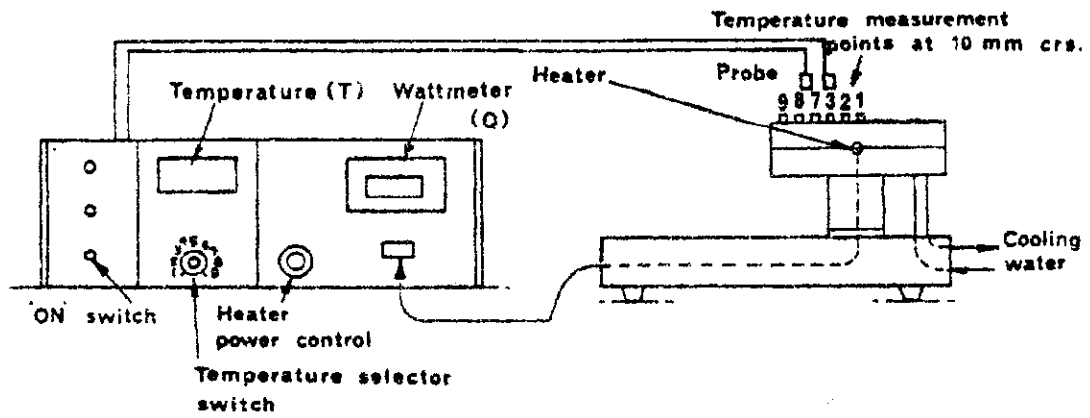 Temperature measurement
points at 10 mm crs.
Heater
Probe
9 8 7 3 2 1
Temperature (T)
Wattmeter
(Q)
Cooling
water
'ON' switch
Heater
power control
Temperature selector
switch